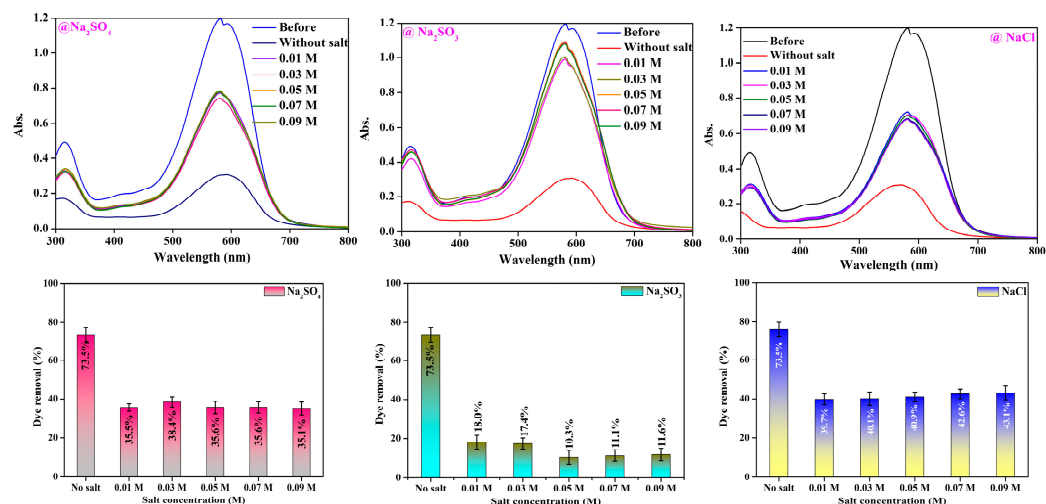 @Na₂SO₄
Before
Without salt
0.01 M
0.03 M
0.05 M
0.07 M
0.09 M
Abs.
1.2
1.0
0.8
0.6
0.4
0.2
0.0
300 400 500 600 700 800
Wavelength (nm)
@ Na₂SO₃
Before
Without salt
0.01 M
0.03 M
0.05 M
0.07 M
0.09 M
Abs.
1.2
1.0
0.8
0.6
0.4
0.2
0.0
300 400 500 600 700 800
Wavelength (nm)
@ NaCl
Before
Without salt
0.01 M
0.03 M
0.05 M
0.07 M
0.09 M
Abs.
1.2
1.0
0.8
0.6
0.4
0.2
0.0
300 400 500 600 700 800
Wavelength(nm)
Na₂SO₄
Dye removal (%)
100
80
60
40
20
0
73.5%
35.5%
38.4%
35.6%
35.6%
35.1%
No salt 0.01 M 0.03 M 0.05 M 0.07 M 0.09 M
Salt concentration (M)
Na₂SO₃
Dye removal (%)
100
80
60
40
20
0
73.5%
18.0%
17.4%
10.3%
11.1%
11.6%
No salt 0.01 M 0.03 M 0.05 M 0.07 M 0.09 M
Salt concentration (M)
NaCl
Dye removal (%)
100
80
60
40
20
0
73.5%
39.7%
40.1%
40.9%
42.6%
43.1%
No salt 0.01 M 0.03 M 0.05 M 0.07 M 0.09 M
Salt concentration (M)